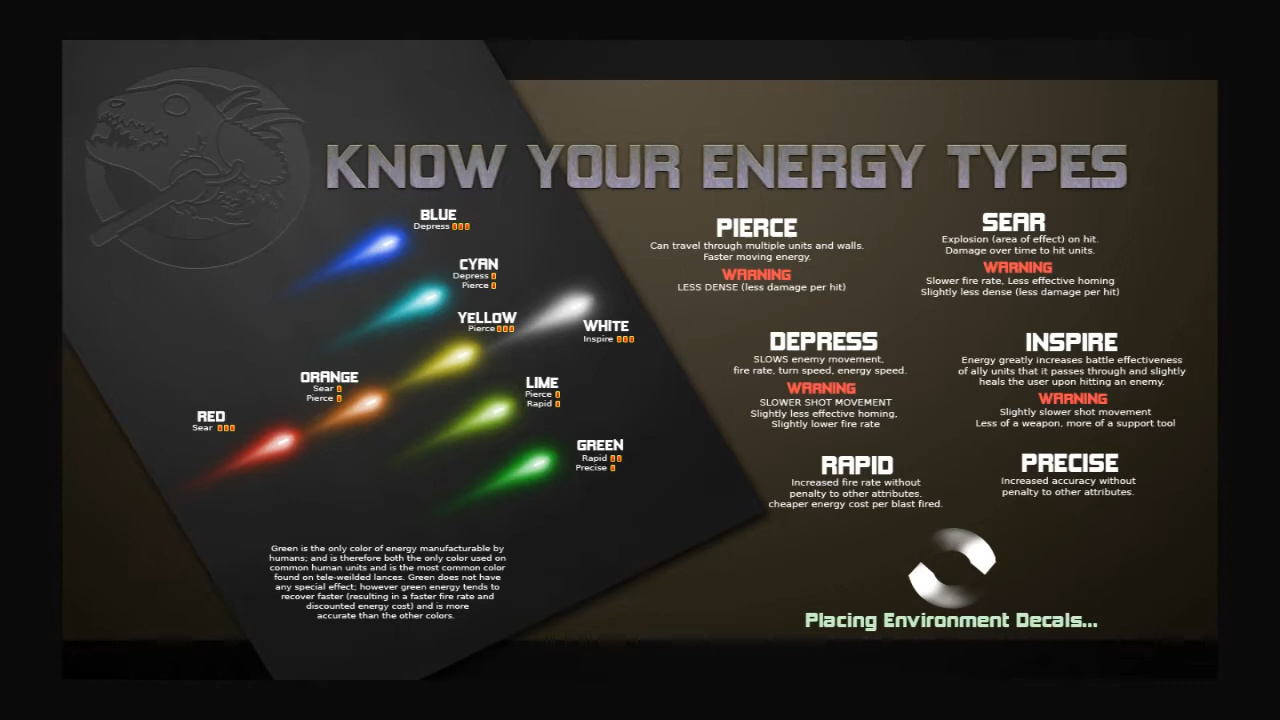 KNOW YOUR ENERGY TYPES
BLUE
Depress
CYAN
Depress
Pierce
YELLOW
Pierce
WHITE
Inspire
ORANGE
Sear
Pierce
LIME
Pierce
Rapid
RED
Sear
GREEN
Rapid
Precise
Green is the only color of energy manufacturable by
humans; and is therefore both the only color used on
common human units and is the most common color
found on tele-weilded lances. Green does not have
any special effect; however green energy tends to
recover faster (resulting in a faster fire rate and
discounted energy cost) and is more
accurate than the other colors.
PIERCE
Can travel through multiple units and walls.
Faster moving energy.
WARNING
LESS DENSE (less damage per hit)
SEAR
Explosion (area of effect) on hit.
Damage over time to hit units.
WARNING
Slower fire rate, Less effective homing
Slightly less dense (less damage per hit)
DEPRESS
SLOWS enemy movement,
fire rate, turn speed, energy speed.
WARNING
SLOWER SHOT MOVEMENT
Slightly less effective homing,
Slightly lower fire rate
INSPIRE
Energy greatly increases battle effectiveness
of ally units that it passes through and slightly
heals the user upon hitting an enemy.
WARNING
Slightly slower shot movement
Less of a weapon, more of a support tool
RAPID
Increased fire rate without
penalty to other attributes.
cheaper energy cost per blast fired.
PRECISE
Increased accuracy without
penalty to other attributes.
Placing Environment Decals...